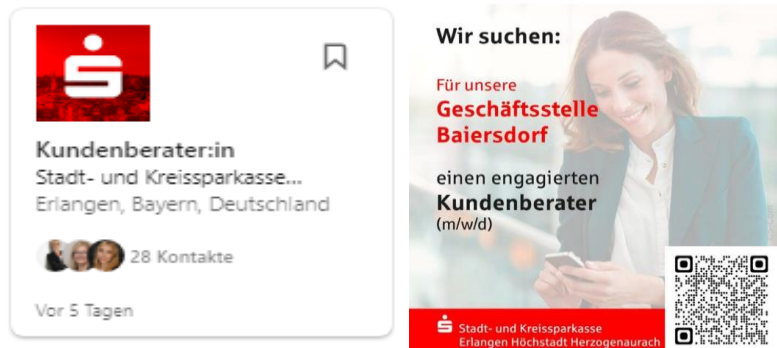 Kundenberater:in
Stadt- und Kreissparkasse...
Erlangen, Bayern, Deutschland
28 Kontakte
Vor 5 Tagen
Wir suchen:
Für unsere
Geschäftsstelle
Baiersdorf
einen engagierten
Kundenberater
(m/w/d)
Stadt- und Kreissparkasse
Erlangen Höchstadt Herzogenaurach